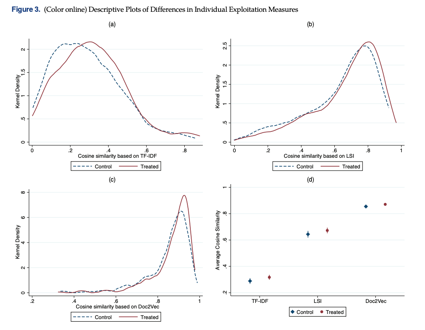 Figure 3. (Color online) Descriptive Plots of Differences in Individual Exploitation Measures
(a)
(b)
Kernel Density
0 .5 1 1.5 2
0 .2 .4 .6 .8
Cosine similarity based on TF-IDF
Control Treated
Kernel Density
0 .5 1 1.5 2 2.5
0 .2 .4 .6 .8 1
Cosine similarity based on LSI
Control Treated
(c)
(d)
Kernel Density
0 2 4 6 8
.2 .4 .6 .8 1
Cosine similarity based on Doc2Vec
Control Treated
Average Cosine Similarity
.2 .4 .6 .8 1
TF-IDF LSI Doc2Vec
Control Treated